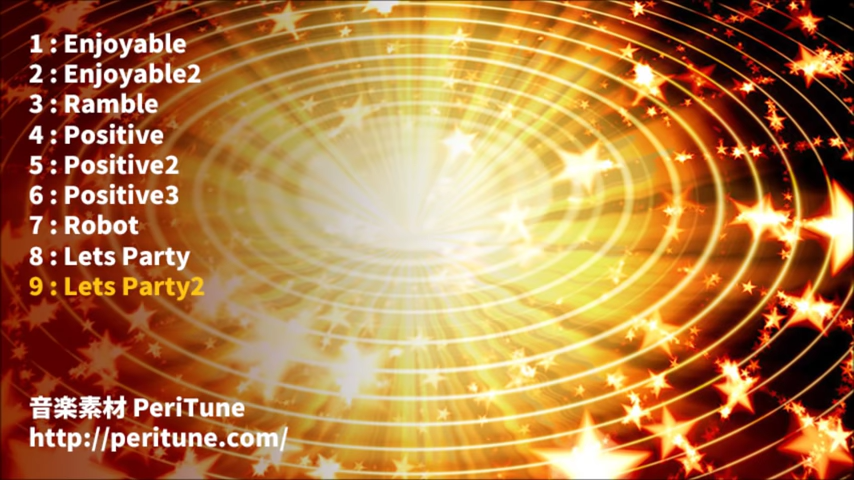 1 : Enjoyable
2 : Enjoyable2
3 : Ramble
4 : Positive
5 : Positive2
6 : Positive3
7 : Robot
8 : Lets Party
9 : Lets Party2
音楽素材 PeriTune
http://peritune.com/